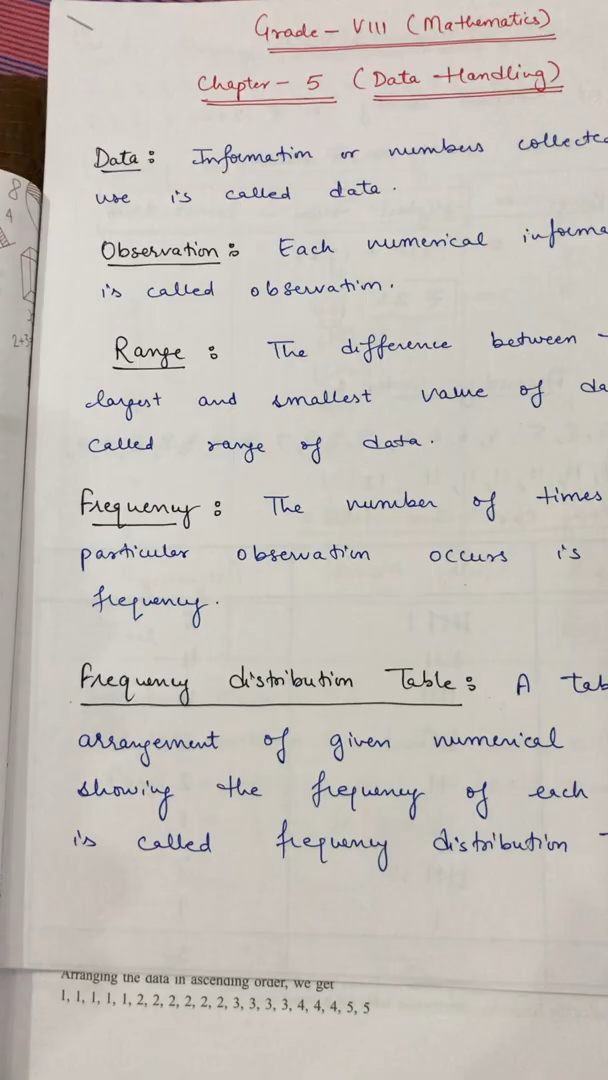 Grade - VIII (Mathematics)
Chapter - 5 (Data Handling)
Data : Information or numbers collecte
use is called data.
Observation : Each numerical informa
is called observation.
Range : The difference between
largest and smallest value of da
called range of data.
Frequency : The number of times
particular observation occurs is
frequency.
Frequency distribution Table : A tab
arrangement of given numerical
showing the frequency of each
is called frequency distribution
Arranging the data in ascending order, we get
1, 1, 1, 1, 1, 2, 2, 2, 2, 2, 2, 3, 3, 3, 3, 4, 4, 4, 5, 5
8
4
2+3